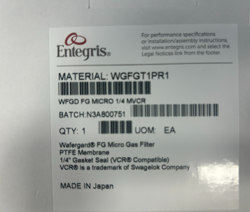 Entegris
For performance specifications
or installation/assembly instructions,
visit www.entegris.com
and select the
Legal Notices link from the footer.
MATERIAL: WGFGT1PR1
WFGD FG MICRO 1/4 MVCR
BATCH:N3A800751
QTY: 1 UOM: EA
Wafergard® FG Micro Gas Filter
PTFE Membrane
1/4" Gasket Seal (VCR® Compatible)
VCR® is a trademark of Swagelok Company
MADE IN Japan